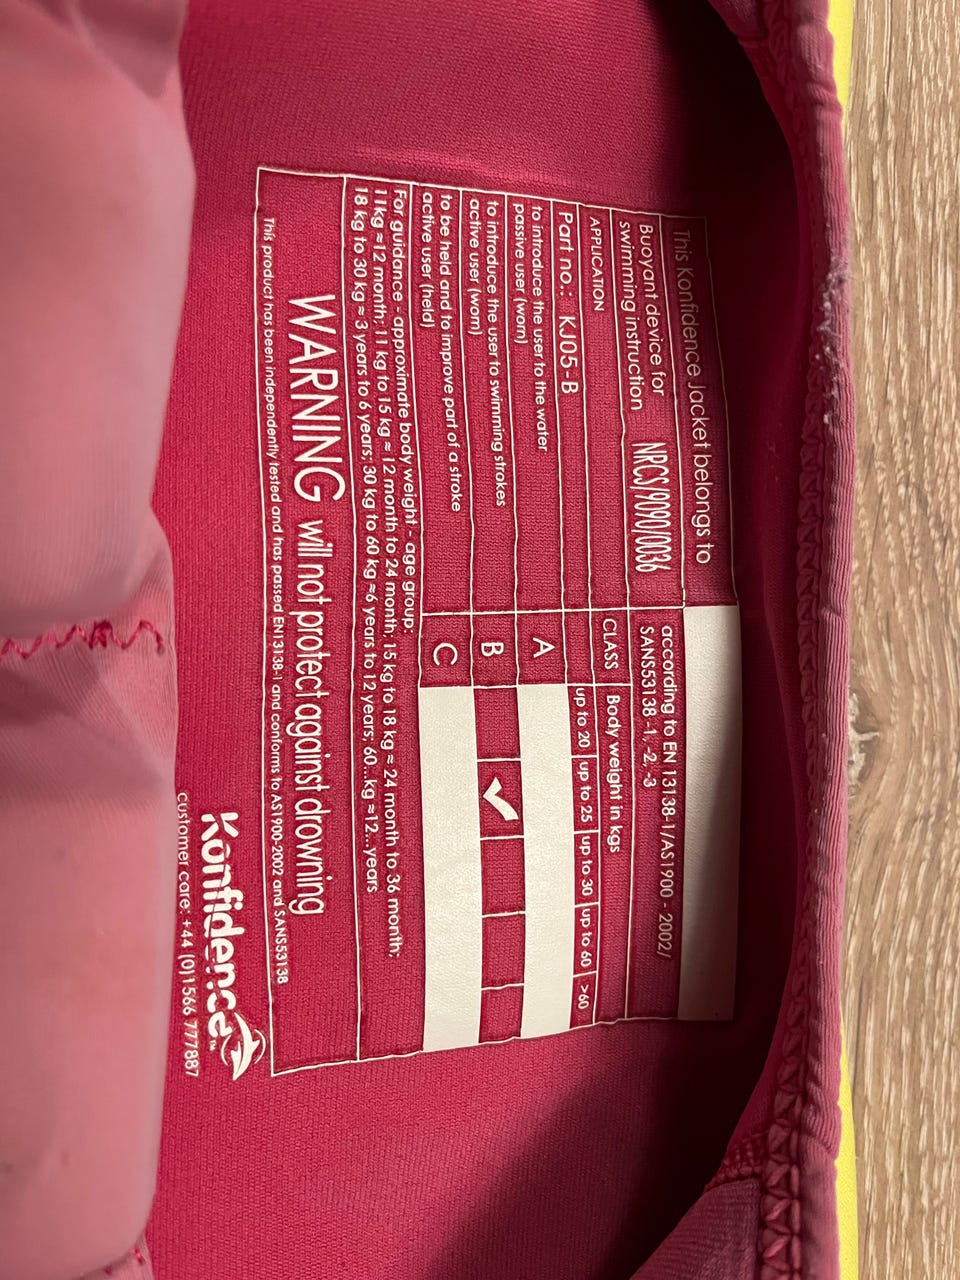 This Konfidence Jacket belongs to
Buoyant device for
swimming instruction
NRCS/9090/0036
according to EN 13138-1/AS1900 - 2002/
SANS53138 -1, -2, -3
APPLICATION
CLASS
Body weight in kgs
Part no.: KJ05-B
up to 20
up to 25
up to 30
up to 60
>60
to introduce the user to the water
passive user (worn)
A
to introduce the user to swimming strokes
active user (worn)
B
✔
to be held and to improve part of a stroke
active user (held)
C
For guidance - approximate body weight - age group:
11kg ≈12 month; 11 kg to 15 kg ≈ 12 month to 24 month; 15 kg to 18 kg ≈ 24 month to 36 month;
18 kg to 30 kg ≈ 3 years to 6 years; 30 kg to 60 kg ≈6 years to 12 years; 60...kg ≈12...years
WARNING will not protect against drowning
This product has been independently tested and has passed EN13138-1 and conforms to AS1900-2002 and SANS53138
Konfidence™
customer care: +44 (0)1566 777887